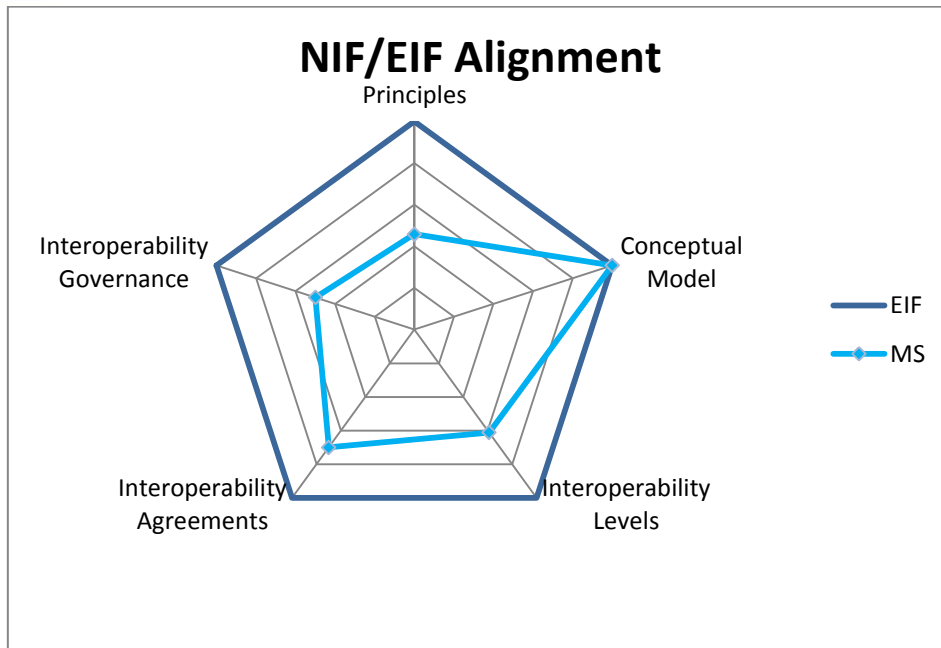 NIF/EIF Alignment
Principles
Interoperability
Governance
Conceptual
Model
EIF
MS
Interoperability
Agreements
Interoperability
Levels